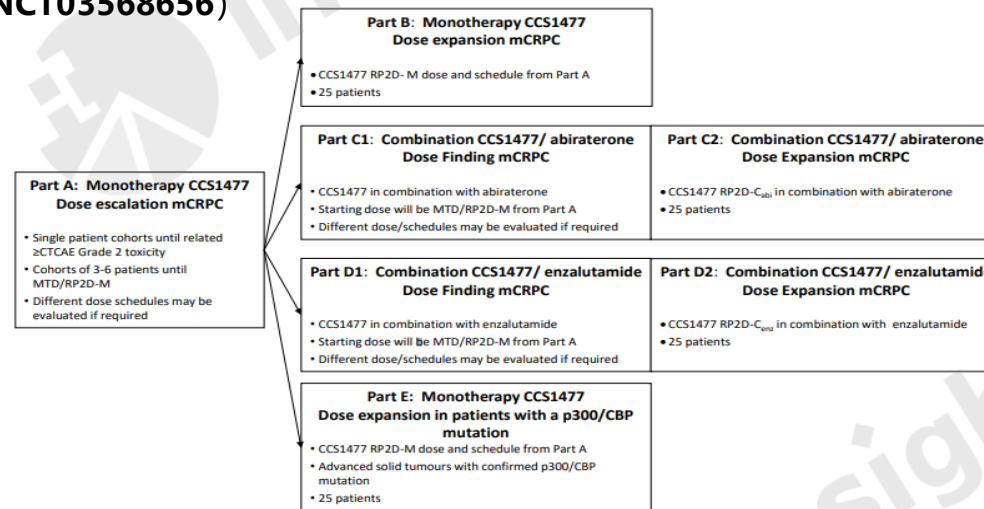 NCT03568656)
Part B: Monotherapy CCS1477
Dose expansion mCRPC
• CCS1477 RP2D- M dose and schedule from Part A
• 25 patients
Part C1: Combination CCS1477/ abiraterone
Dose Finding mCRPC
• CCS1477 in combination with abiraterone
• Starting dose will be MTD/RP2D-M from Part A
• Different dose/schedules may be evaluated if required
Part C2: Combination CCS1477/ abiraterone
Dose Expansion mCRPC
• CCS1477 RP2D-Cabi in combination with abiraterone
• 25 patients
Part A: Monotherapy CCS1477
Dose escalation mCRPC
• Single patient cohorts until related
≥CTCAE Grade 2 toxicity
• Cohorts of 3-6 patients until
MTD/RP2D-M
• Different dose schedules may be
evaluated if required
Part D1: Combination CCS1477/ enzalutamide
Dose Finding mCRPC
• CCS1477 in combination with enzalutamide
• Starting dose will be MTD/RP2D-M from Part A
• Different dose/schedules may be evaluated if required
Part D2: Combination CCS1477/ enzalutamid
Dose Expansion mCRPC
• CCS1477 RP2D-Cenz in combination with enzalutamide
• 25 patients
Part E: Monotherapy CCS1477
Dose expansion in patients with a p300/CBP
mutation
• CCS1477 RP2D-M dose and schedule from Part A
• Advanced solid tumours with confirmed p300/CBP
mutation
• 25 patients